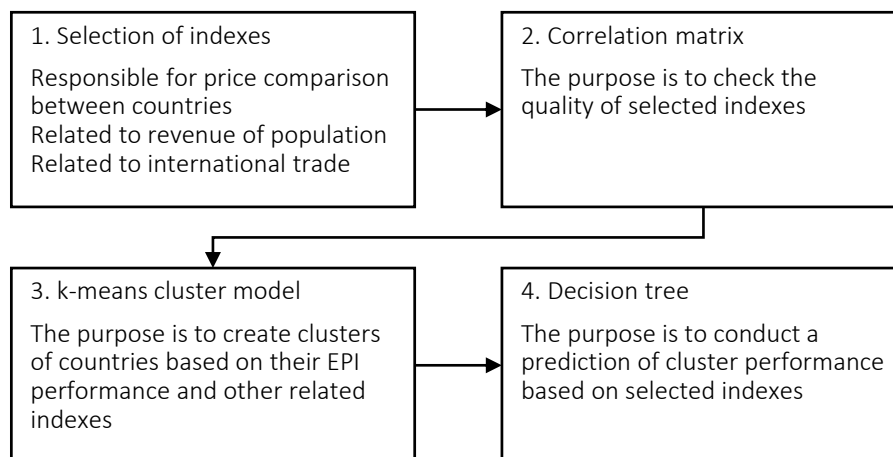 1. Selection of indexes
Responsible for price comparison
between countries
Related to revenue of population
Related to international trade
2. Correlation matrix
The purpose is to check the
quality of selected indexes
3. k-means cluster model
The purpose is to create clusters
of countries based on their EPI
performance and other related
indexes
4. Decision tree
The purpose is to conduct a
prediction of cluster performance
based on selected indexes